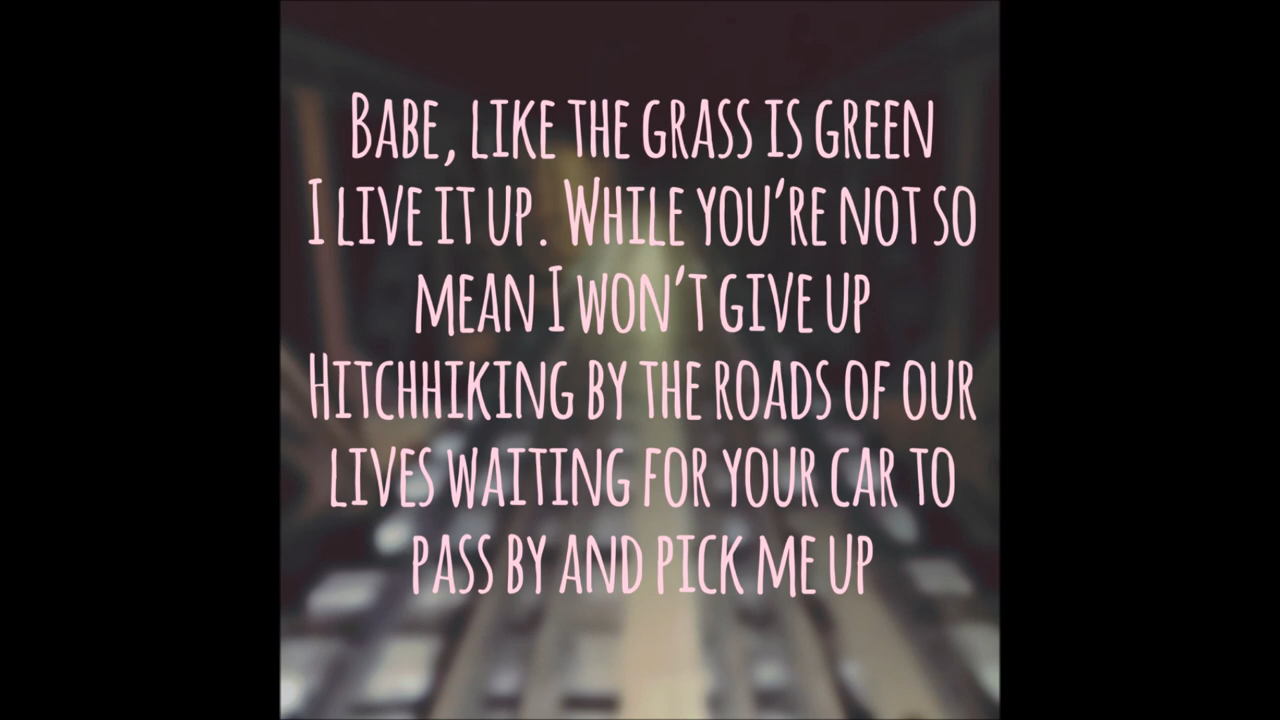 Babe, like the grass is green
I live it up. While you're not so
mean I won't give up
Hitchhiking by the roads of our
lives waiting for your car to
pass by and pick me up